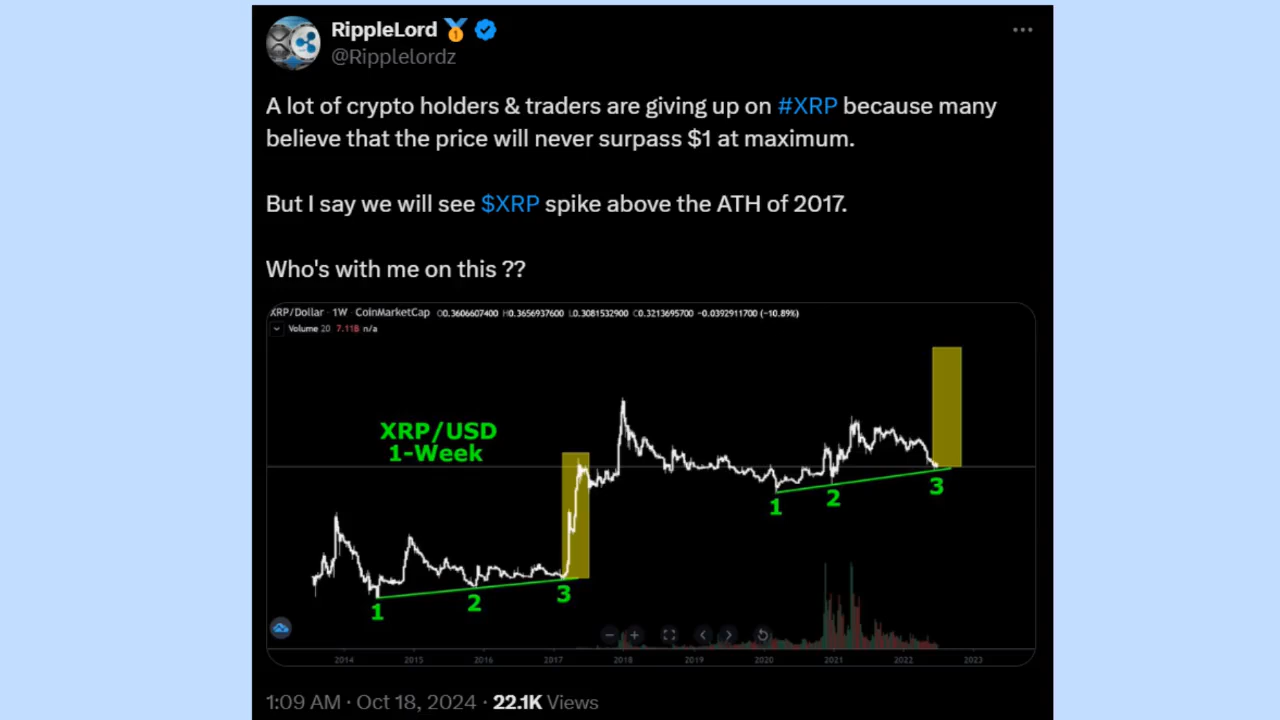 RippleLord
@Ripplelordz
A lot of crypto holders & traders are giving up on #XRP because many
believe that the price will never surpass $1 at maximum.
But I say we will see $XRP spike above the ATH of 2017.
Who's with me on this ??
XRP/Dollar · 1W · CoinMarketCap O0.3606607400 H0.3656937600 L0.3081532900 C0.3213695700 -0.0392911700 (-10.89%)
Volume 20 7.11B n/a
XRP/USD
1-Week
1
2
3
1
2
3
2014 2015 2016 2017 2018 2019 2020 2021 2022 2023
1:09 AM · Oct 18, 2024 · 22.1K Views